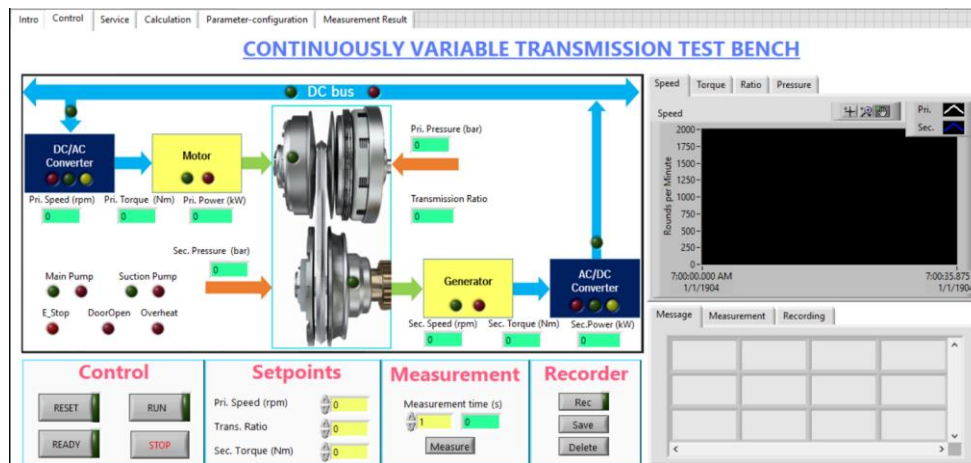 Intro Control Service Calculation Parameter-configuration Measurement Result
CONTINUOUSLY VARIABLE TRANSMISSION TEST BENCH
DC bus
DC/AC
Converter
Motor
Pri. Speed (rpm) Pri. Torque (Nm) Pri. Power (kW)
0 0 0
Pri. Pressure (bar)
0
Transmission Ratio
0
Sec. Pressure (bar)
0
Main Pump Suction Pump
E_Stop DoorOpen Overheat
Generator
AC/DC
Converter
Sec. Speed (rpm) Sec. Torque (Nm) Sec.Power (kW)
0 0 0
Speed Torque Ratio Pressure
Speed
Pri.
Sec.
Rounds per Minute
2000
1750
1500
1250
1000
750
500
250
0
7:00:00.000 AM 7:00:35.875
1/1/1904 1/1/1904
Control
RESET RUN
READY STOP
Setpoints
Pri. Speed (rpm) 0
Trans. Ratio 0
Sec. Torque (Nm) 0
Measurement
Measurement time (s)
1 0
Measure
Recorder
Rec
Save
Delete
Message Measurement Recording